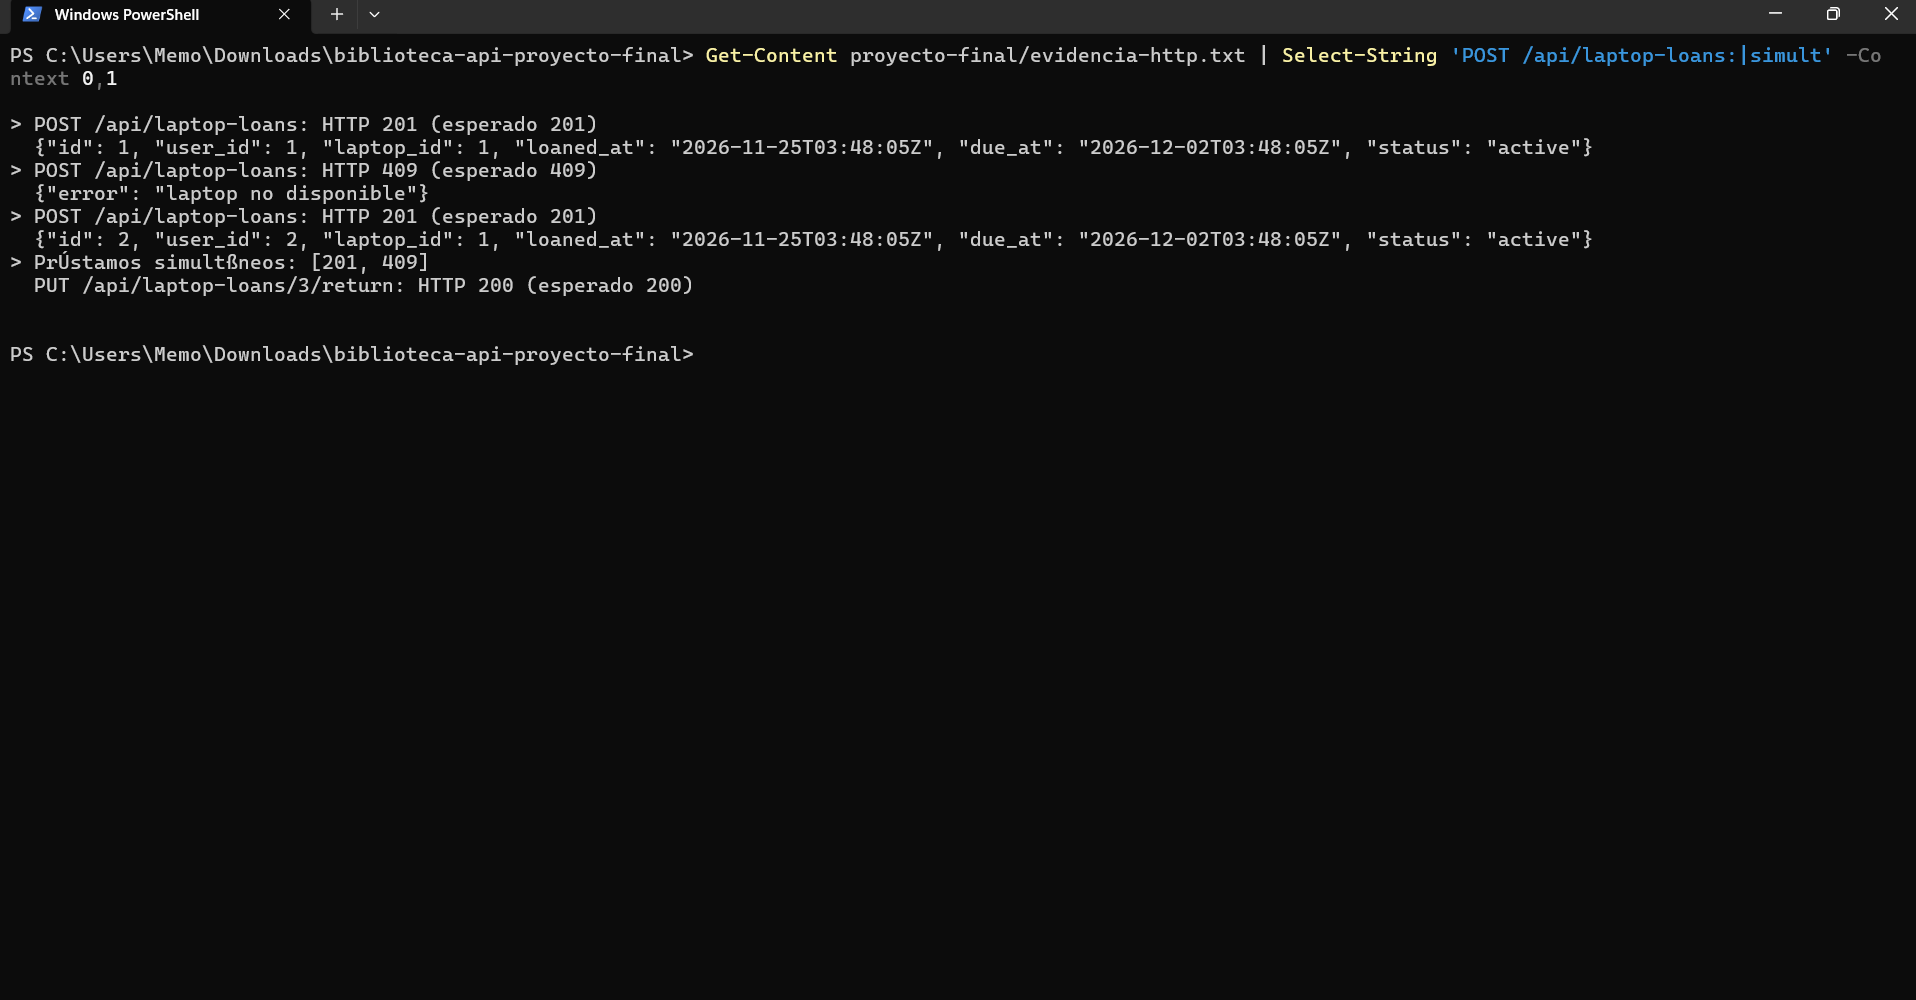 Windows PowerShell
PS C:\Users\Memo\Downloads\biblioteca-api-proyecto-final> Get-Content proyecto-final/evidencia-http.txt | Select-String 'POST /api/laptop-loans:|simult' -Co
ntext 0,1
> POST /api/laptop-loans: HTTP 201 (esperado 201)
  {"id": 1, "user_id": 1, "laptop_id": 1, "loaned_at": "2026-11-25T03:48:05Z", "due_at": "2026-12-02T03:48:05Z", "status": "active"}
> POST /api/laptop-loans: HTTP 409 (esperado 409)
  {"error": "laptop no disponible"}
> POST /api/laptop-loans: HTTP 201 (esperado 201)
  {"id": 2, "user_id": 2, "laptop_id": 1, "loaned_at": "2026-11-25T03:48:05Z", "due_at": "2026-12-02T03:48:05Z", "status": "active"}
> PrÚstamos simultßneos: [201, 409]
  PUT /api/laptop-loans/3/return: HTTP 200 (esperado 200)
PS C:\Users\Memo\Downloads\biblioteca-api-proyecto-final>